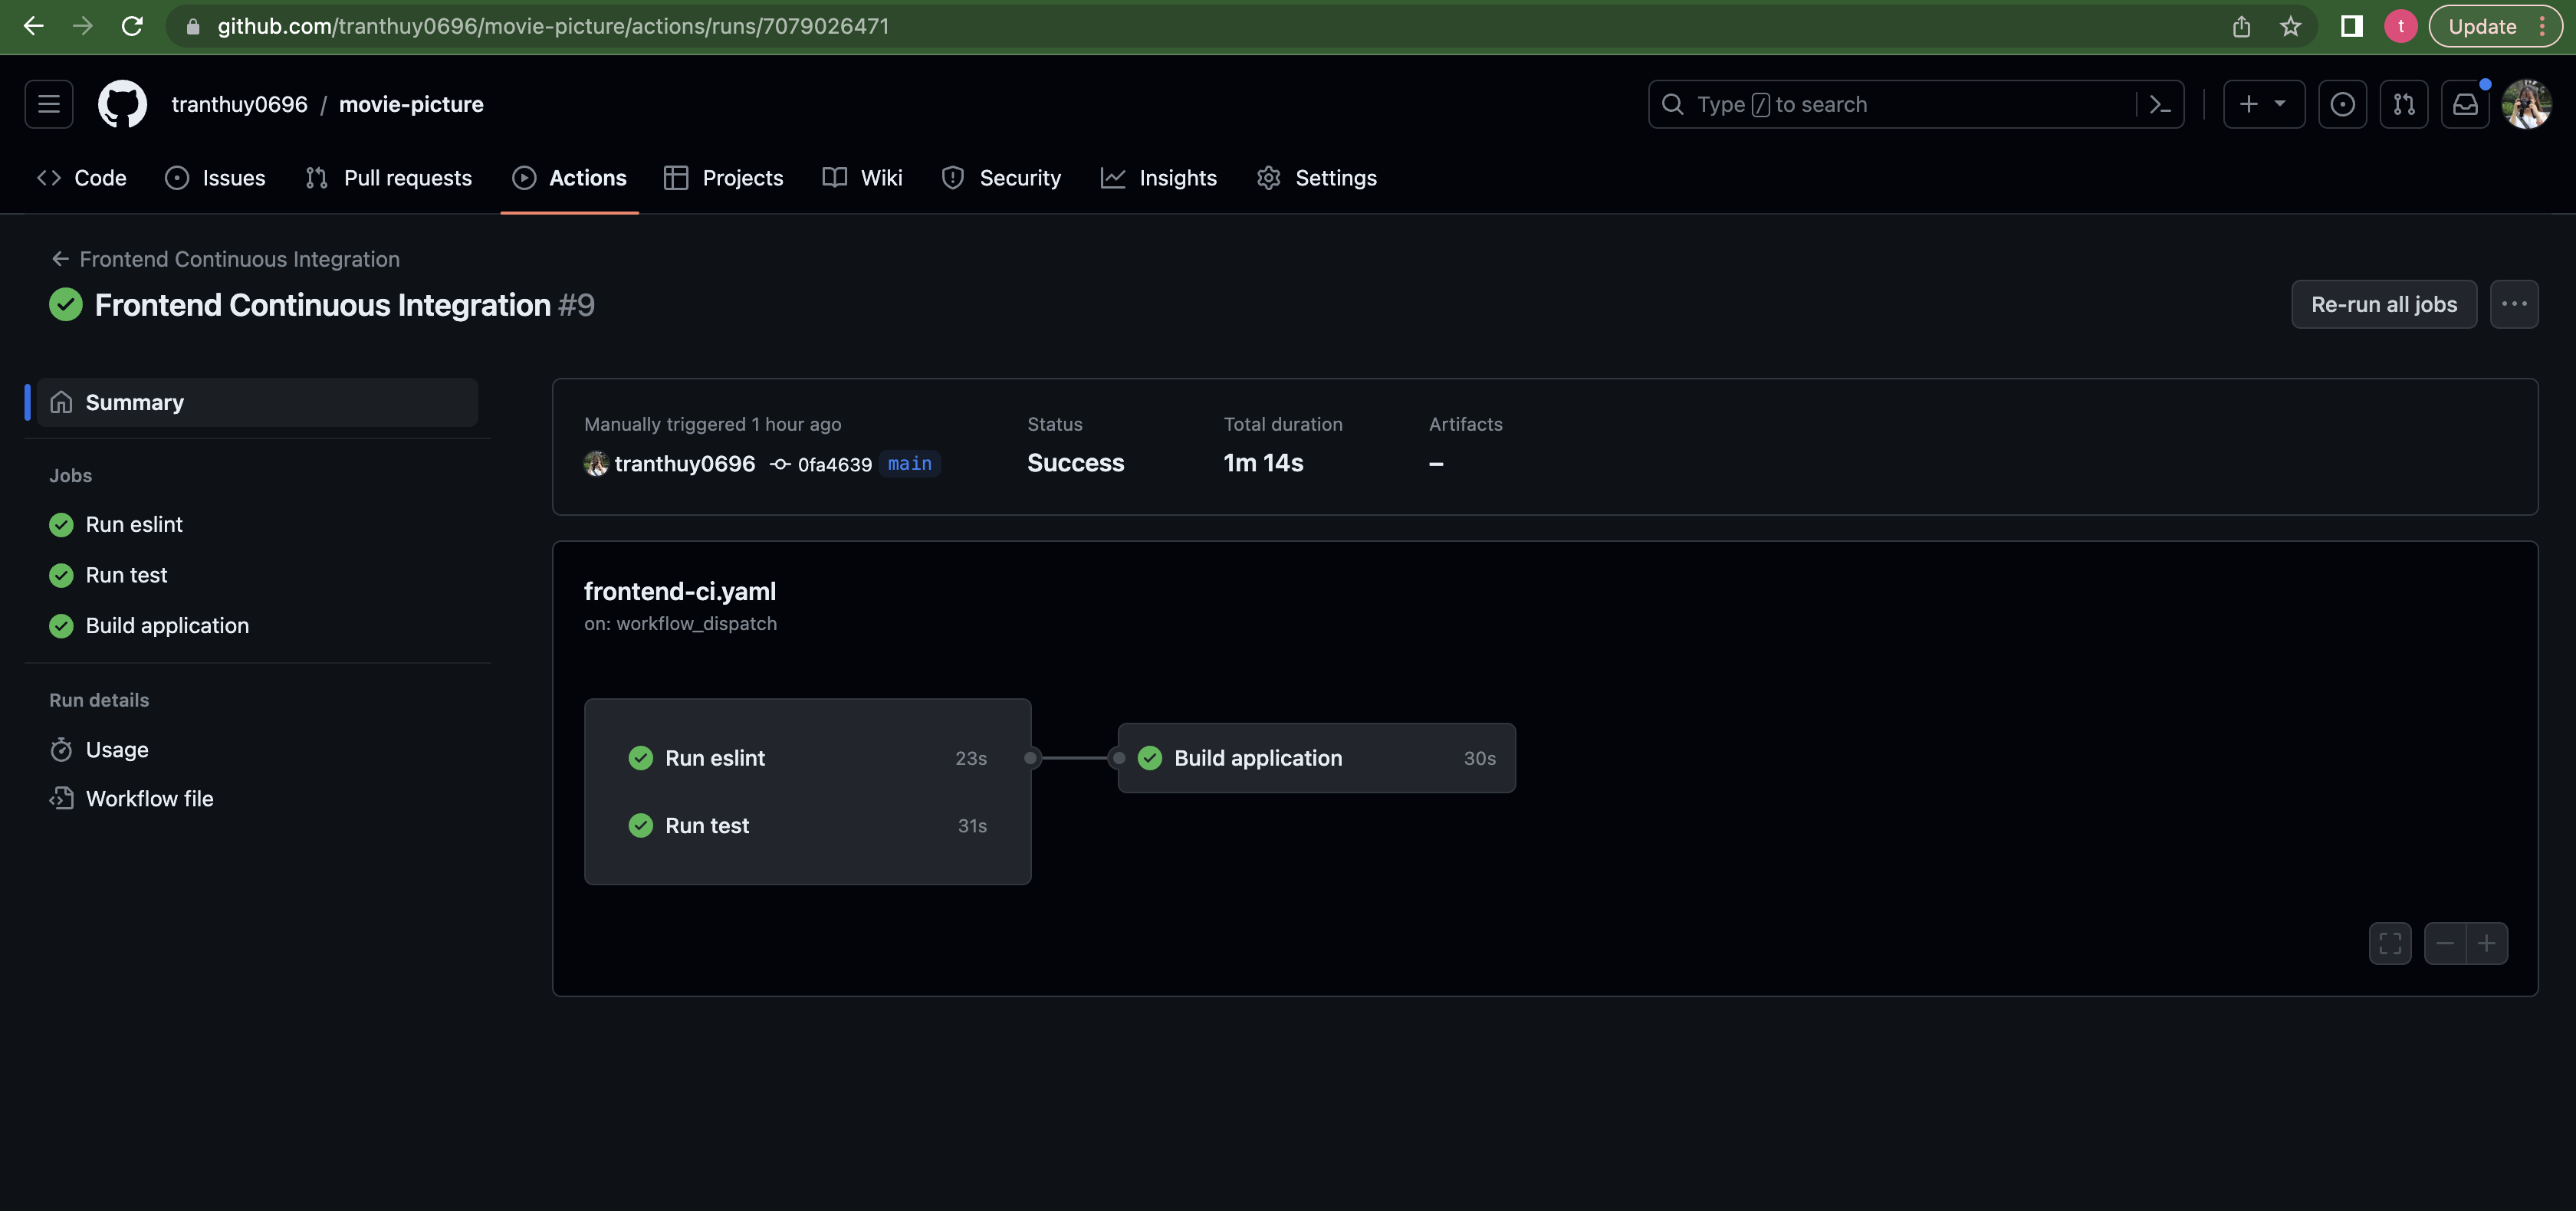 github.com/tranthuy0696/movie-picture/actions/runs/7079026471
t
Update
tranthuy0696 / movie-picture
Type / to search
Code Issues Pull requests Actions Projects Wiki Security Insights Settings
Frontend Continuous Integration
Frontend Continuous Integration #9
Re-run all jobs
Summary
Jobs
Run eslint
Run test
Build application
Run details
Usage
Workflow file
Manually triggered 1 hour ago
tranthuy0696 0fa4639 main
Status
Success
Total duration
1m 14s
Artifacts
–
frontend-ci.yaml
on: workflow_dispatch
Run eslint 23s
Run test 31s
Build application 30s